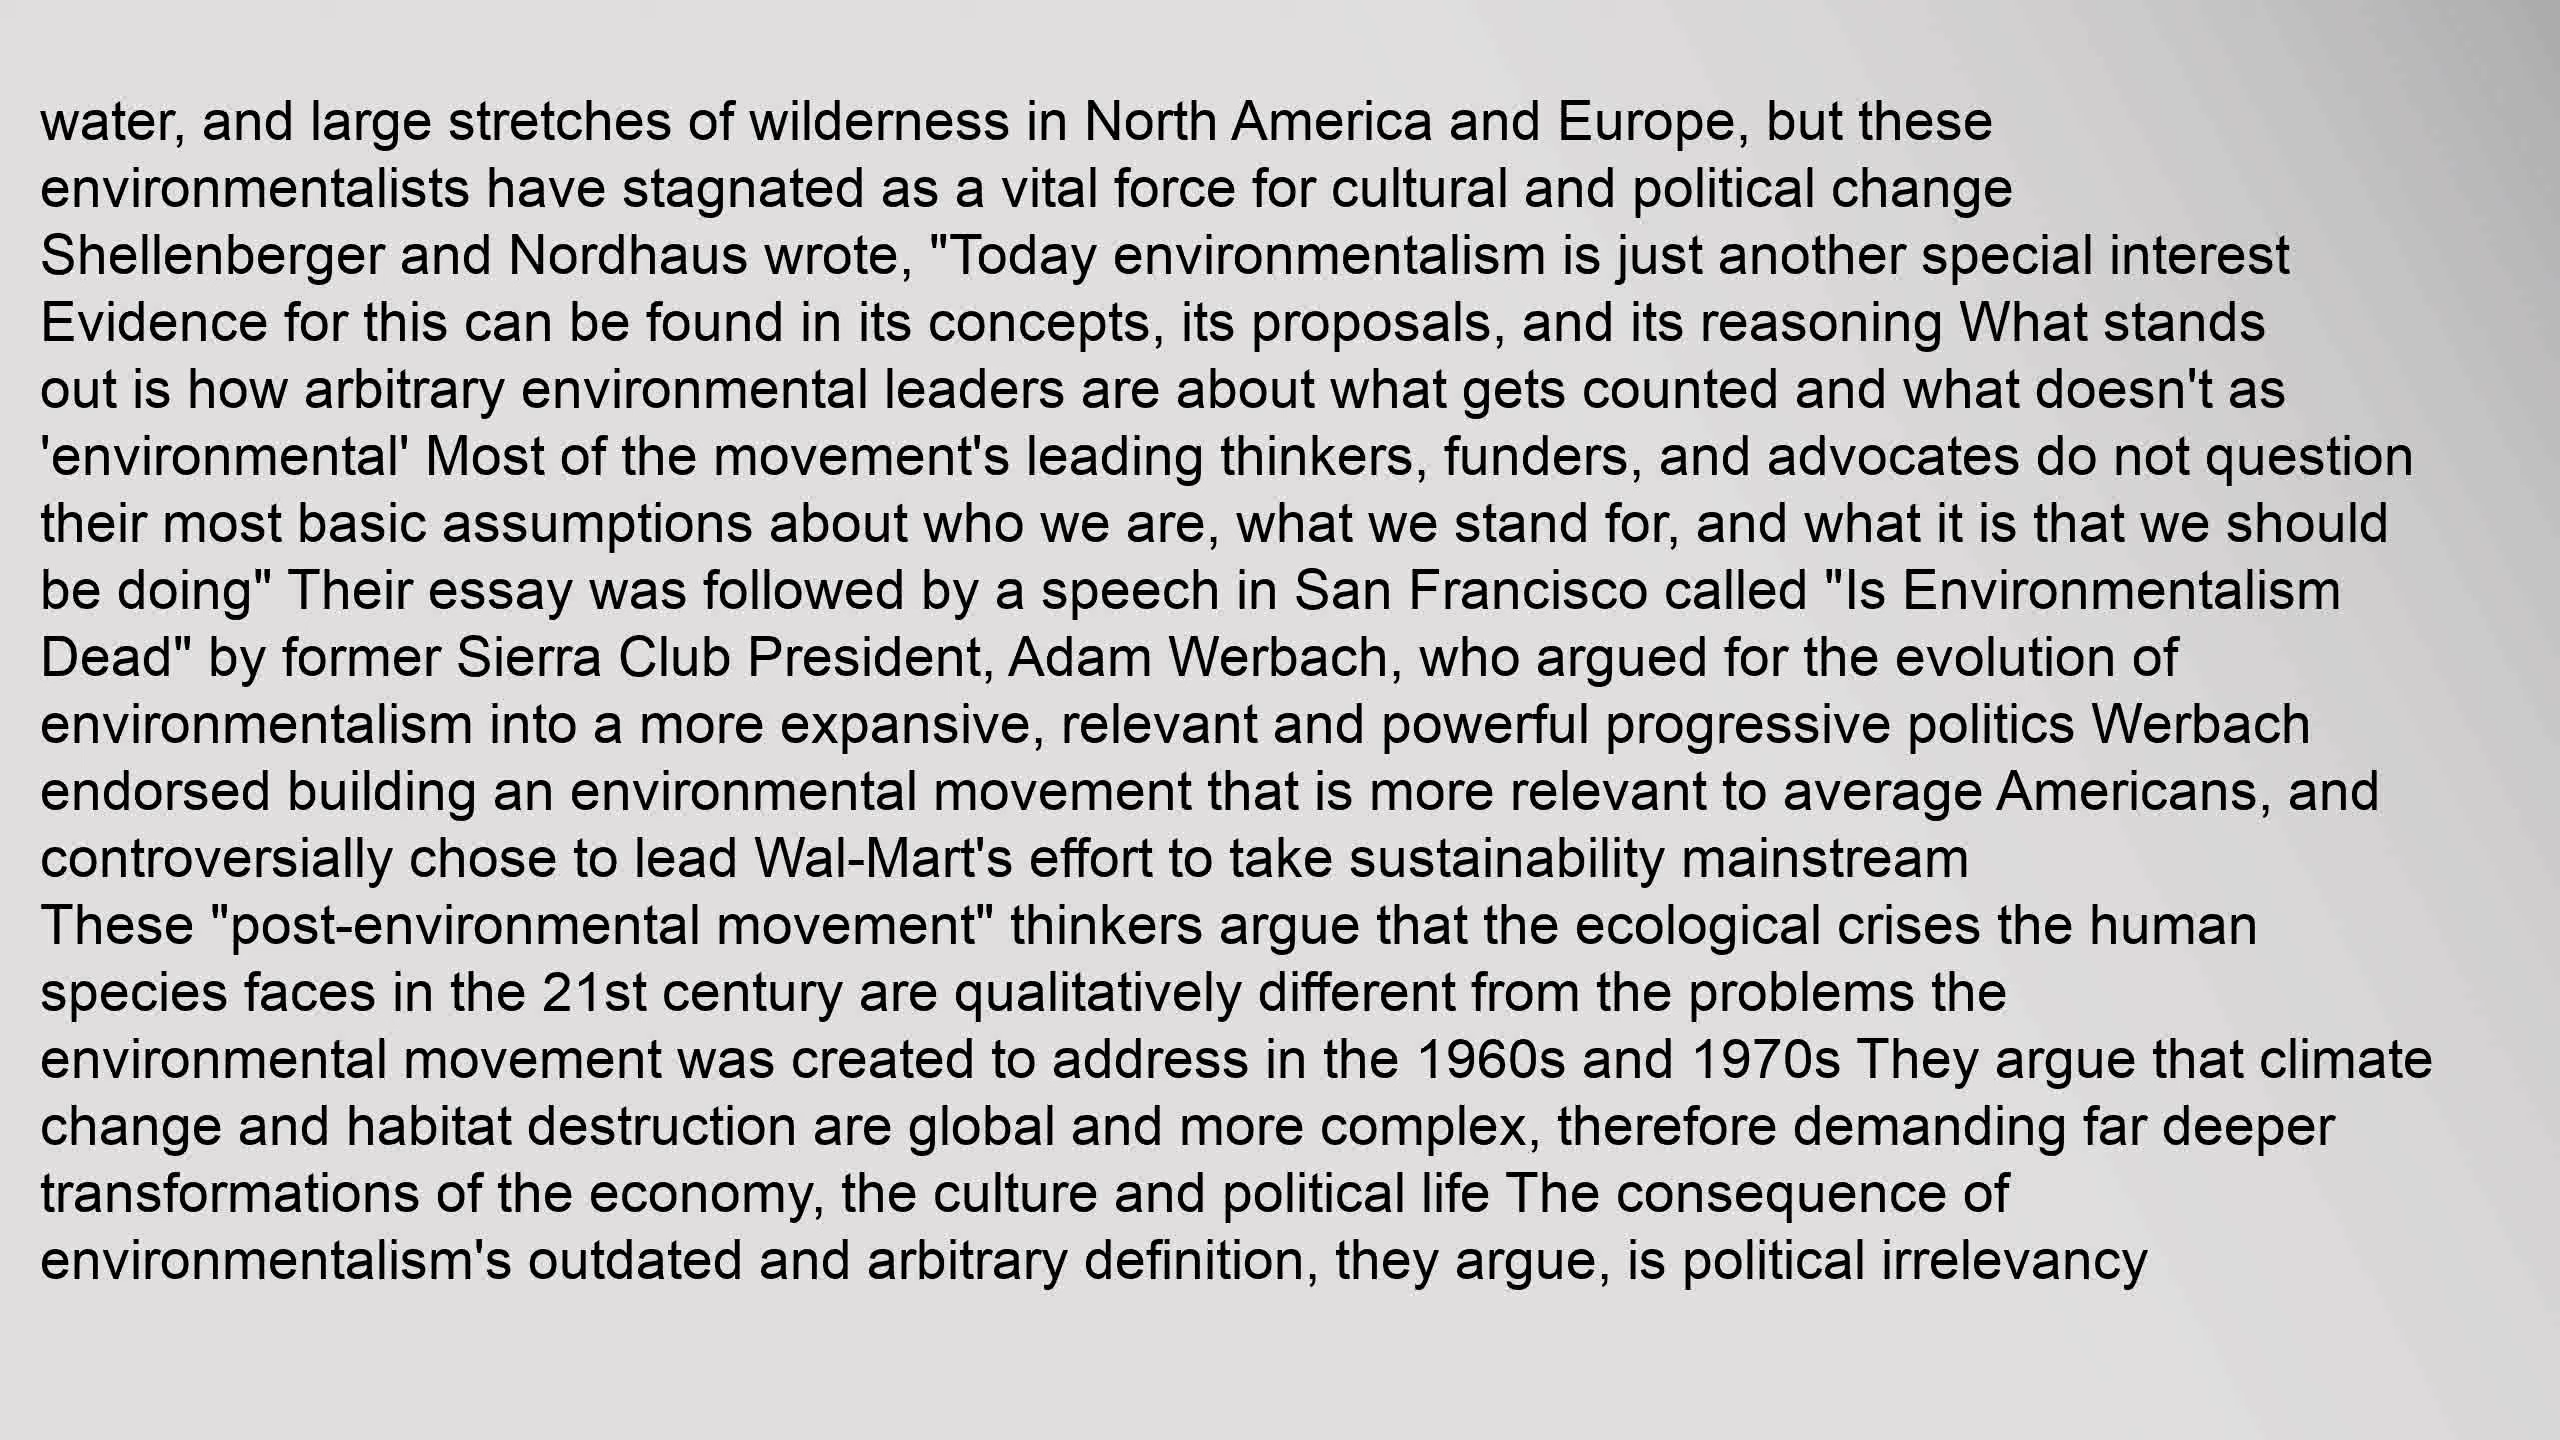 water, and large stretches of wilderness in North America and Europe, but these
environmentalists have stagnated as a vital force for cultural and political change
Shellenberger and Nordhaus wrote, "Today environmentalism is just another special interest
Evidence for this can be found in its concepts, its proposals, and its reasoning What stands
out is how arbitrary environmental leaders are about what gets counted and what doesn't as
'environmental' Most of the movement's leading thinkers, funders, and advocates do not question
their most basic assumptions about who we are, what we stand for, and what it is that we should
be doing" Their essay was followed by a speech in San Francisco called "Is Environmentalism
Dead" by former Sierra Club President, Adam Werbach, who argued for the evolution of
environmentalism into a more expansive, relevant and powerful progressive politics Werbach
endorsed building an environmental movement that is more relevant to average Americans, and
controversially chose to lead Wal-Mart's effort to take sustainability mainstream
These "post-environmental movement" thinkers argue that the ecological crises the human
species faces in the 21st century are qualitatively different from the problems the
environmental movement was created to address in the 1960s and 1970s They argue that climate
change and habitat destruction are global and more complex, therefore demanding far deeper
transformations of the economy, the culture and political life The consequence of
environmentalism's outdated and arbitrary definition, they argue, is political irrelevancy